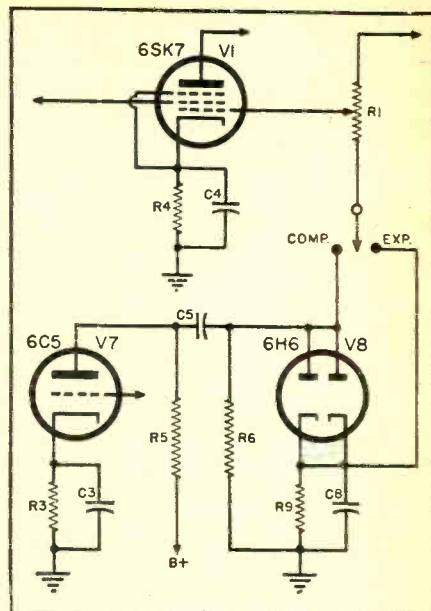 6SK7 V1
R1
R4
C4
COMP. EXP.
C5
6C5 V7
6H6 V8
R5
R6
R3
C3
R9
C8
B+